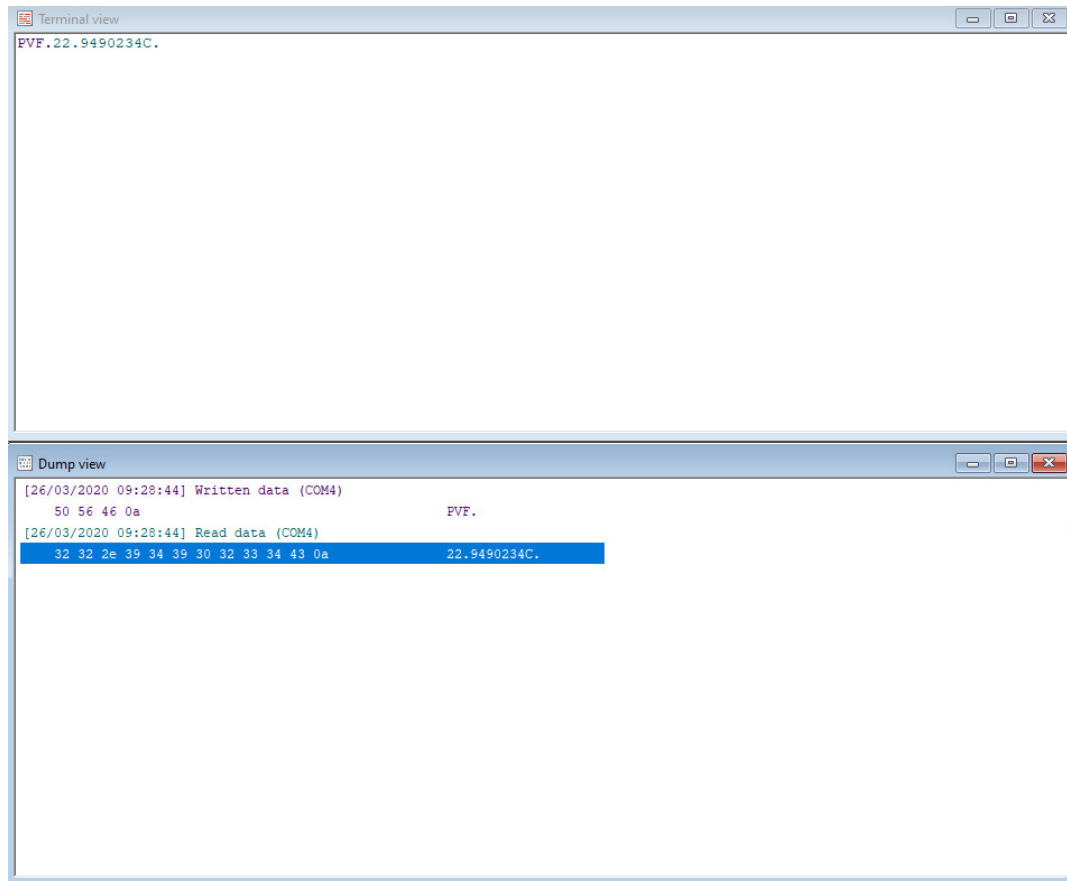 Terminal view
PVF.22.9490234C.
Dump view
[26/03/2020 09:28:44] Written data (COM4)
50 56 46 0a PVF.
[26/03/2020 09:28:44] Read data (COM4)
32 32 2e 39 34 39 30 32 33 34 43 0a 22.9490234C.